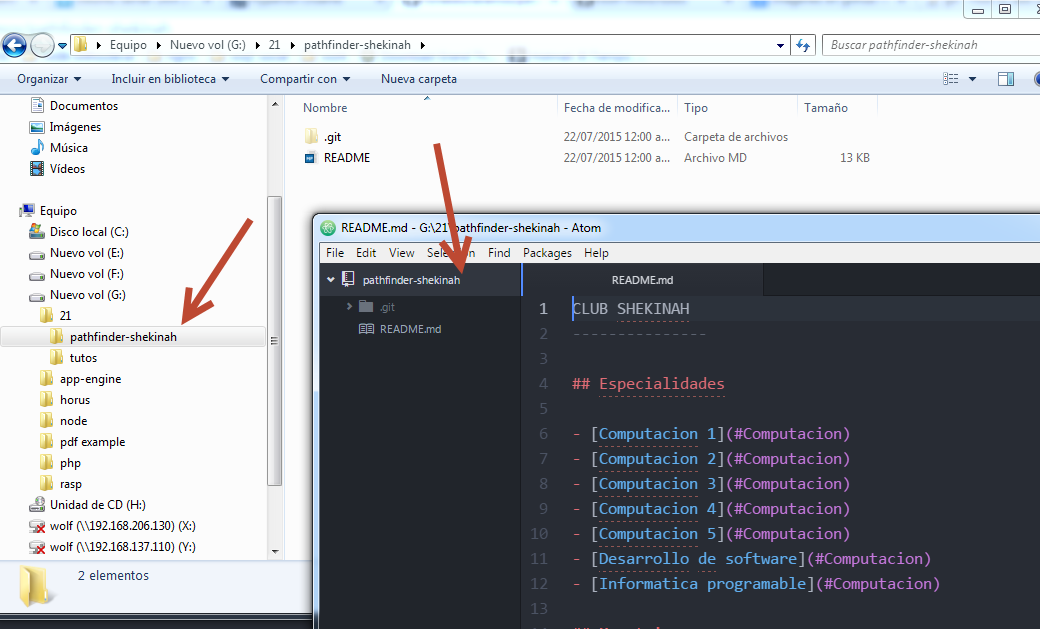 Equipo Nuevo vol (G:) 21 pathfinder-shekinah
Buscar pathfinder-shekinah
Organizar Incluir en biblioteca Compartir con Nueva carpeta
Documentos
Imágenes
Música
Vídeos
Equipo
Disco local (C:)
Nuevo vol (E:)
Nuevo vol (F:)
Nuevo vol (G:)
21
pathfinder-shekinah
tutos
app-engine
horus
node
pdf example
php
rasp
Unidad de CD (H:)
wolf (\\192.168.206.130) (X:)
wolf (\\192.168.137.110) (Y:)
2 elementos
Nombre Fecha de modifica... Tipo Tamaño
.git 22/07/2015 12:00 a... Carpeta de archivos
README 22/07/2015 12:00 a... Archivo MD 13 KB
README.md - G:\21\pathfinder-shekinah - Atom
File Edit View Selection Find Packages Help
pathfinder-shekinah
.git
README.md
README.md
1 CLUB SHEKINAH
2 ---------------
3
4 ## Especialidades
5
6 - [Computacion 1](#Computacion)
7 - [Computacion 2](#Computacion)
8 - [Computacion 3](#Computacion)
9 - [Computacion 4](#Computacion)
10 - [Computacion 5](#Computacion)
11 - [Desarrollo de software](#Computacion)
12 - [Informatica programable](#Computacion)
13